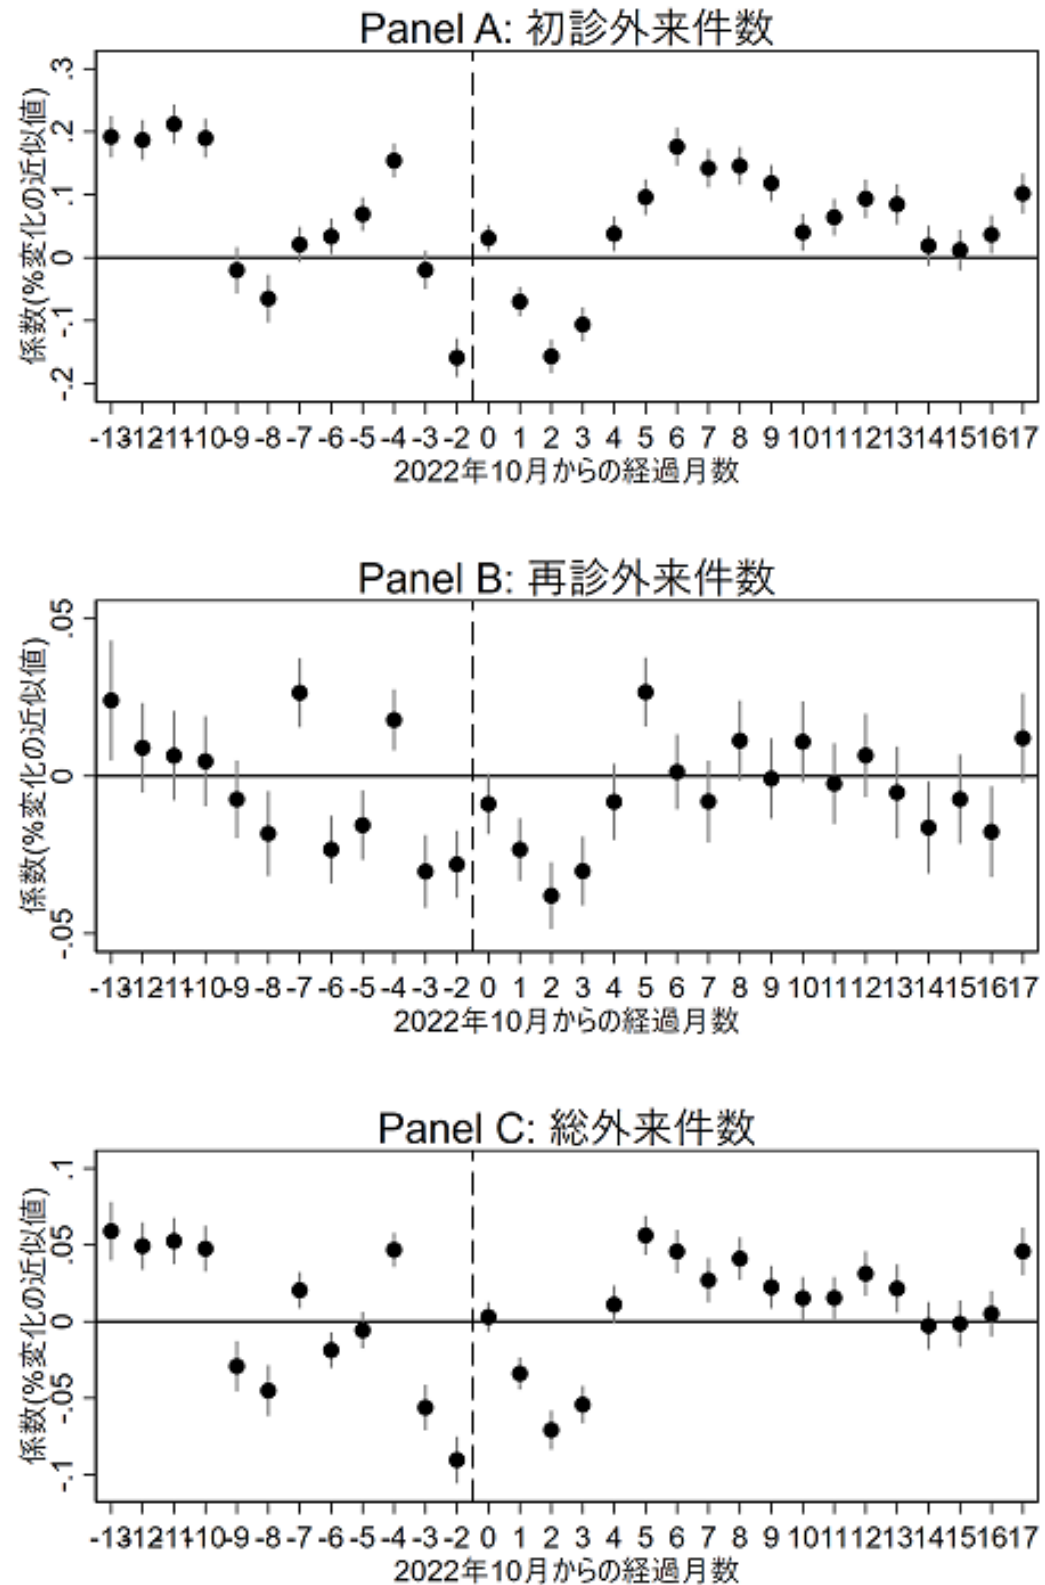 Panel A: 初診外来件数
係数(%変化の近似値)
.3
.2
.1
0
-.1
-.2
-13 -12 -11 -10 -9 -8 -7 -6 -5 -4 -3 -2 0 1 2 3 4 5 6 7 8 9 10 11 12 13 14 15 16 17
2022年10月からの経過月数
Panel B: 再診外来件数
係数(%変化の近似値)
.05
0
-.05
-13 -12 -11 -10 -9 -8 -7 -6 -5 -4 -3 -2 0 1 2 3 4 5 6 7 8 9 10 11 12 13 14 15 16 17
2022年10月からの経過月数
Panel C: 総外来件数
係数(%変化の近似値)
.1
.05
0
-.05
-.1
-13 -12 -11 -10 -9 -8 -7 -6 -5 -4 -3 -2 0 1 2 3 4 5 6 7 8 9 10 11 12 13 14 15 16 17
2022年10月からの経過月数